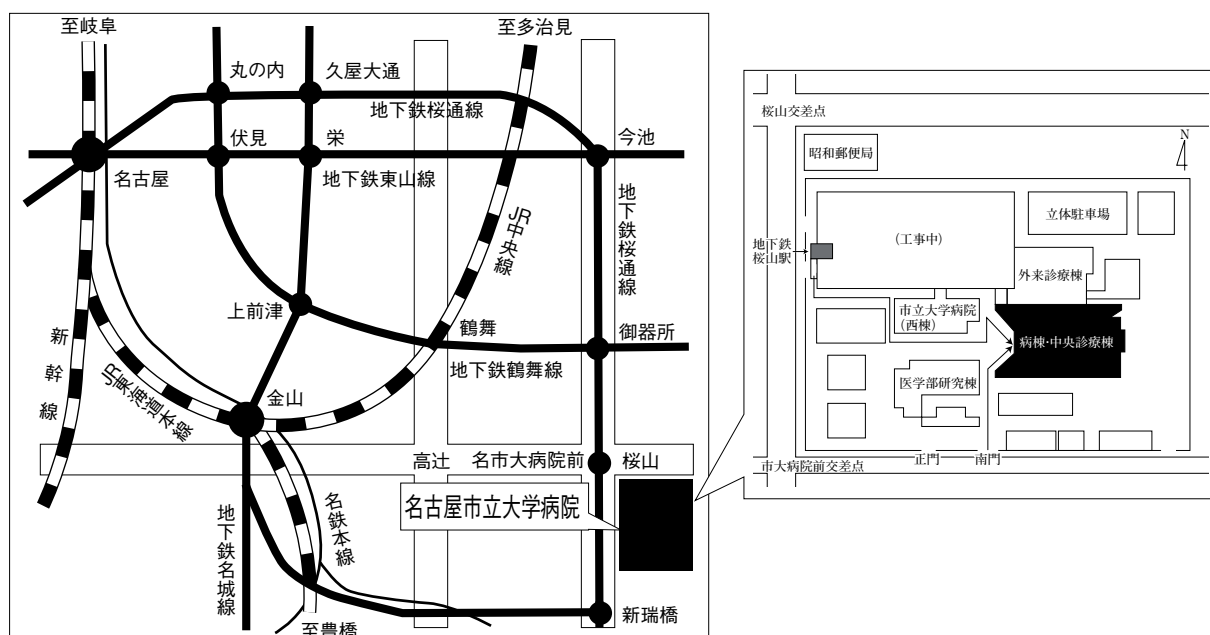 至岐阜
至多治見
丸の内
久屋大通
地下鉄桜通線
伏見
栄
今池
名古屋
地下鉄東山線
地下鉄桜通線
JR中央線
上前津
鶴舞
御器所
地下鉄鶴舞線
新幹線
JR東海道本線
金山
高辻
名市大病院前
桜山
名古屋市立大学病院
地下鉄名城線
名鉄本線
新瑞橋
至豊橋
桜山交差点
昭和郵便局
N
立体駐車場
(工事中)
地下鉄
桜山駅
外来診療棟
市立大学病院
(西棟)
病棟・中央診療棟
医学部研究棟
正門
南門
市大病院前交差点